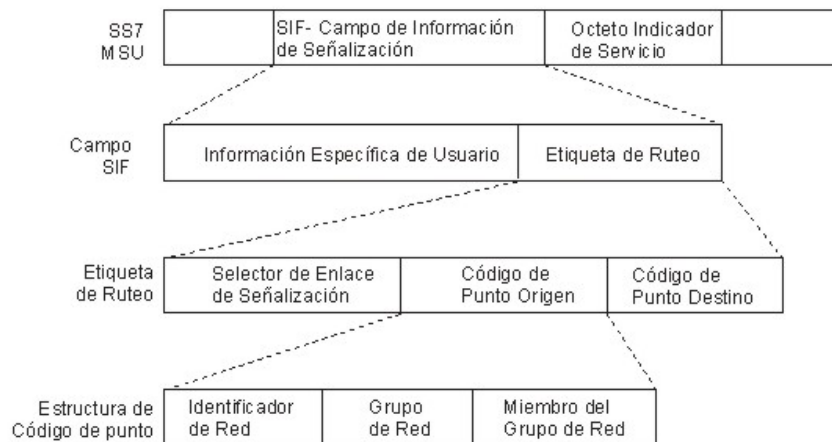 SS7
MSU
SIF- Campo de Información
de Señalización
Octeto Indicador
de Servicio
Campo
SIF
Información Específica de Usuario
Etiqueta de Ruteo
Etiqueta
de Ruteo
Selector de Enlace
de Señalización
Código de
Punto Origen
Código de
Punto Destino
Estructura de
Código de punto
Identificador
de Red
Grupo
de Red
Miembro del
Grupo de Red